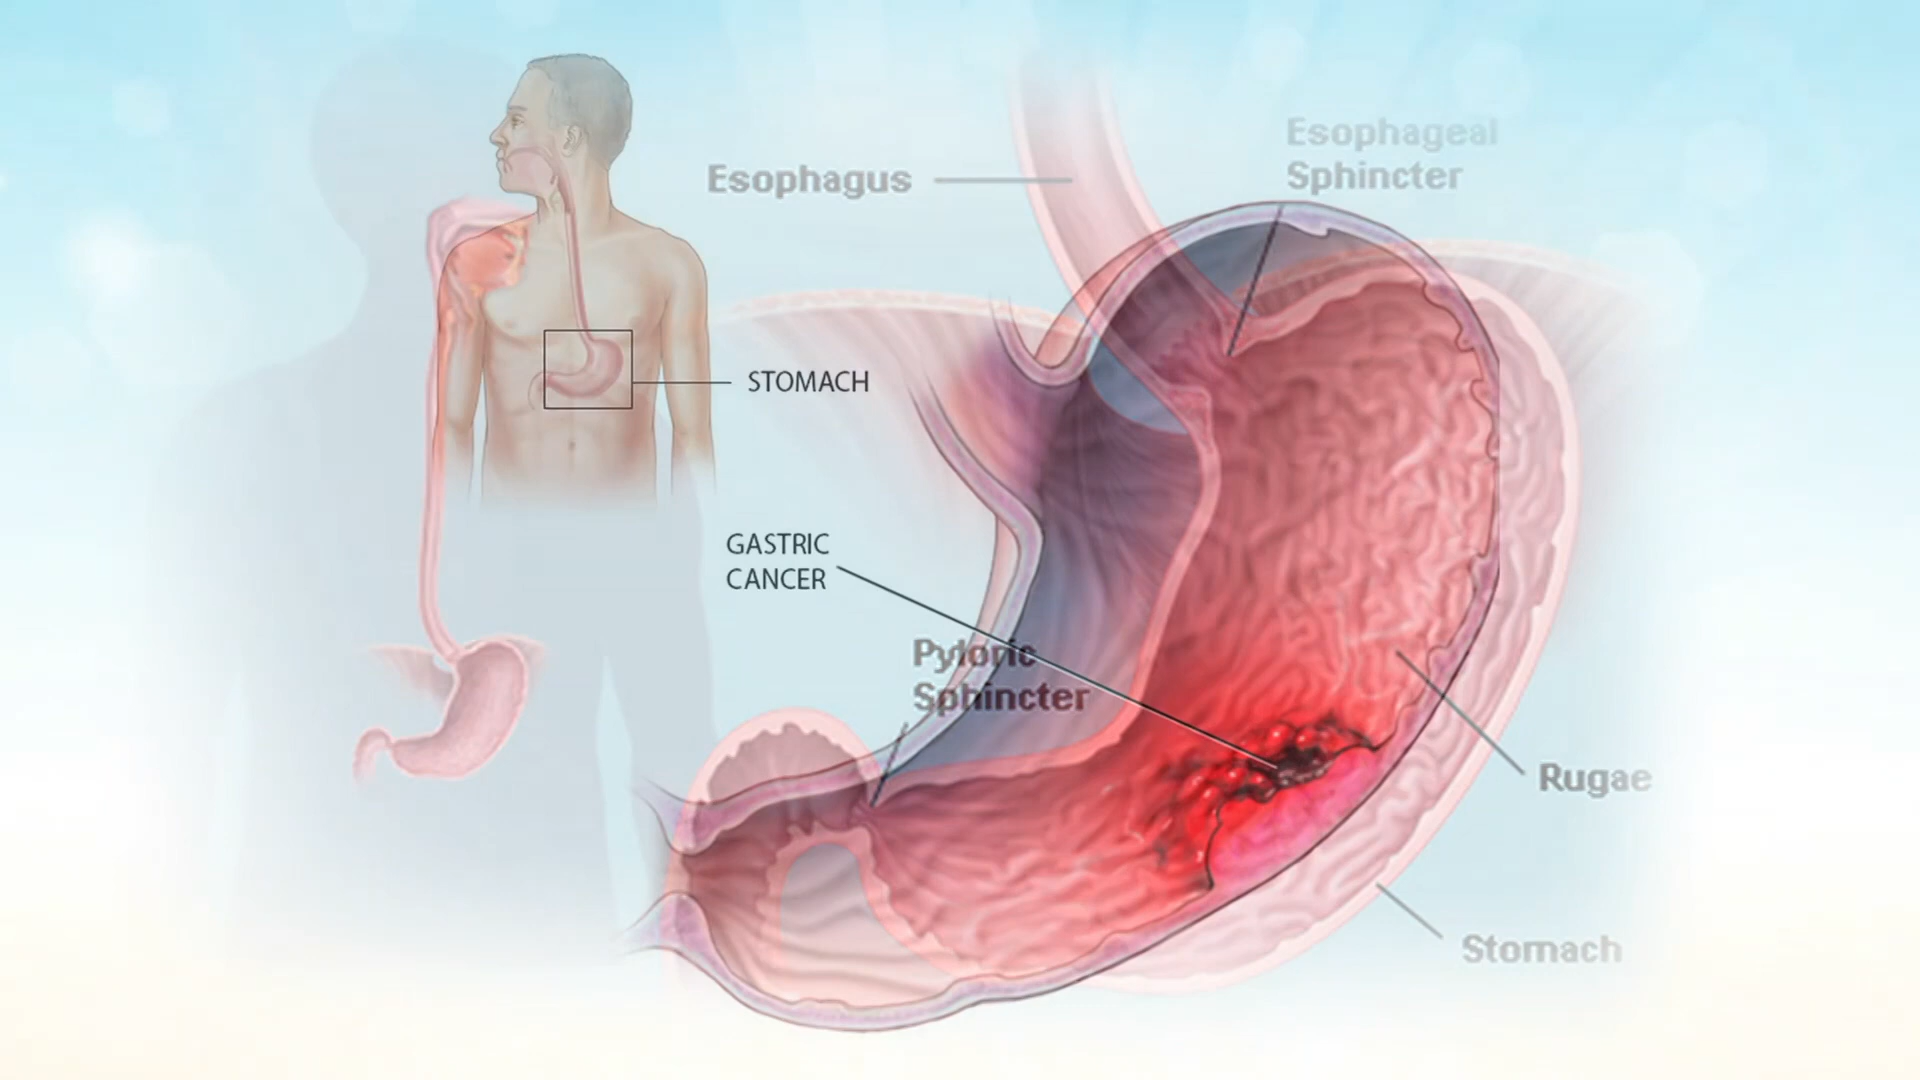 Esophageal
Sphincter
Esophagus
STOMACH
GASTRIC
CANCER
Pyloric
Sphincter
Rugae
Stomach